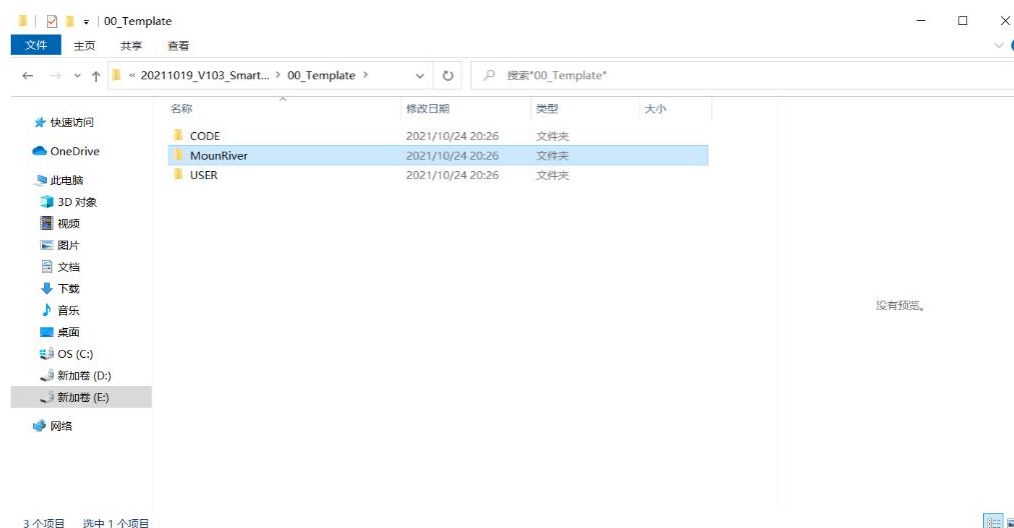 00_Template
文件 主页 共享 查看
« 20211019_V103_Smart... > 00_Template > 搜索"00_Template"
名称 修改日期 类型 大小
快速访问
OneDrive
此电脑
3D 对象
视频
图片
文档
下载
音乐
桌面
OS (C:)
新加卷 (D:)
新加卷 (E:)
网络
CODE 2021/10/24 20:26 文件夹
MounRiver 2021/10/24 20:26 文件夹
USER 2021/10/24 20:26 文件夹
没有预览。
3 个项目 选中 1 个项目